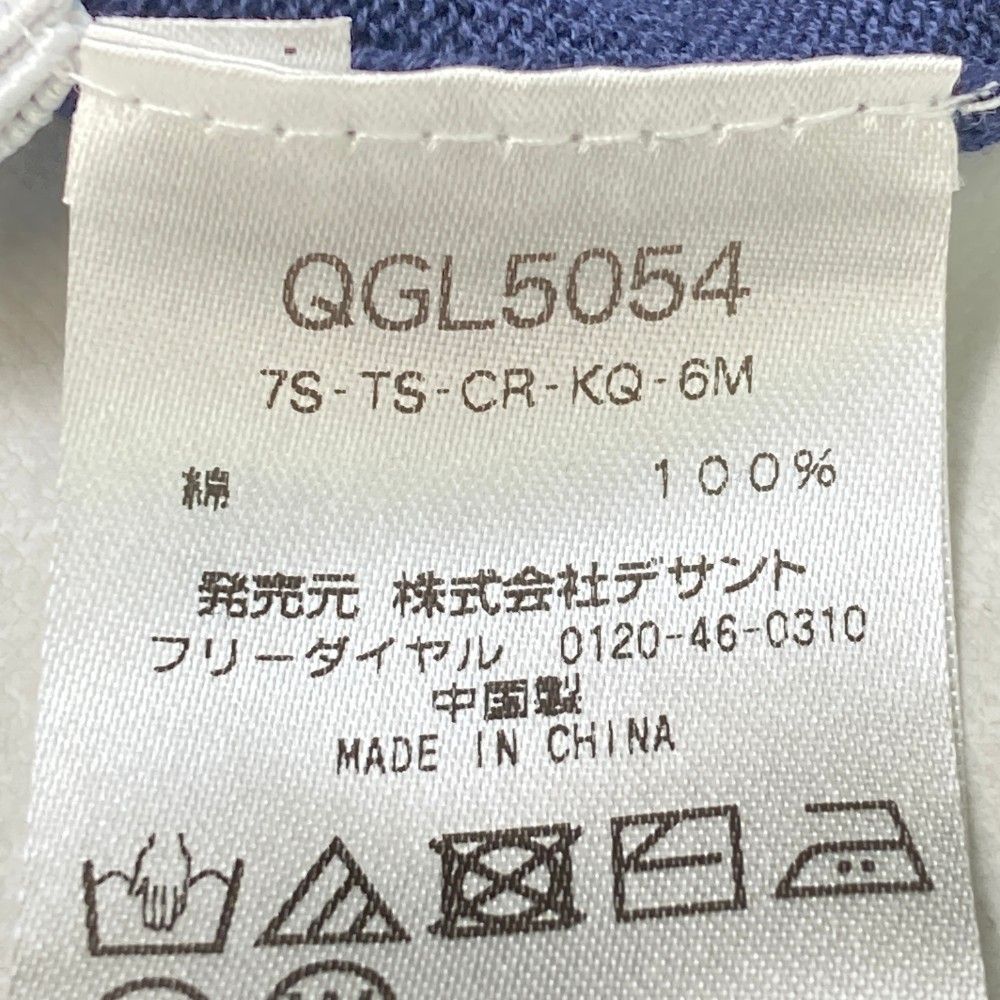 QGL5054
7S-TS-CR-KQ-6M
綿 100%
発売元 株式会社デサント
フリーダイヤル 0120-46-0310
中国製
MADE IN CHINA